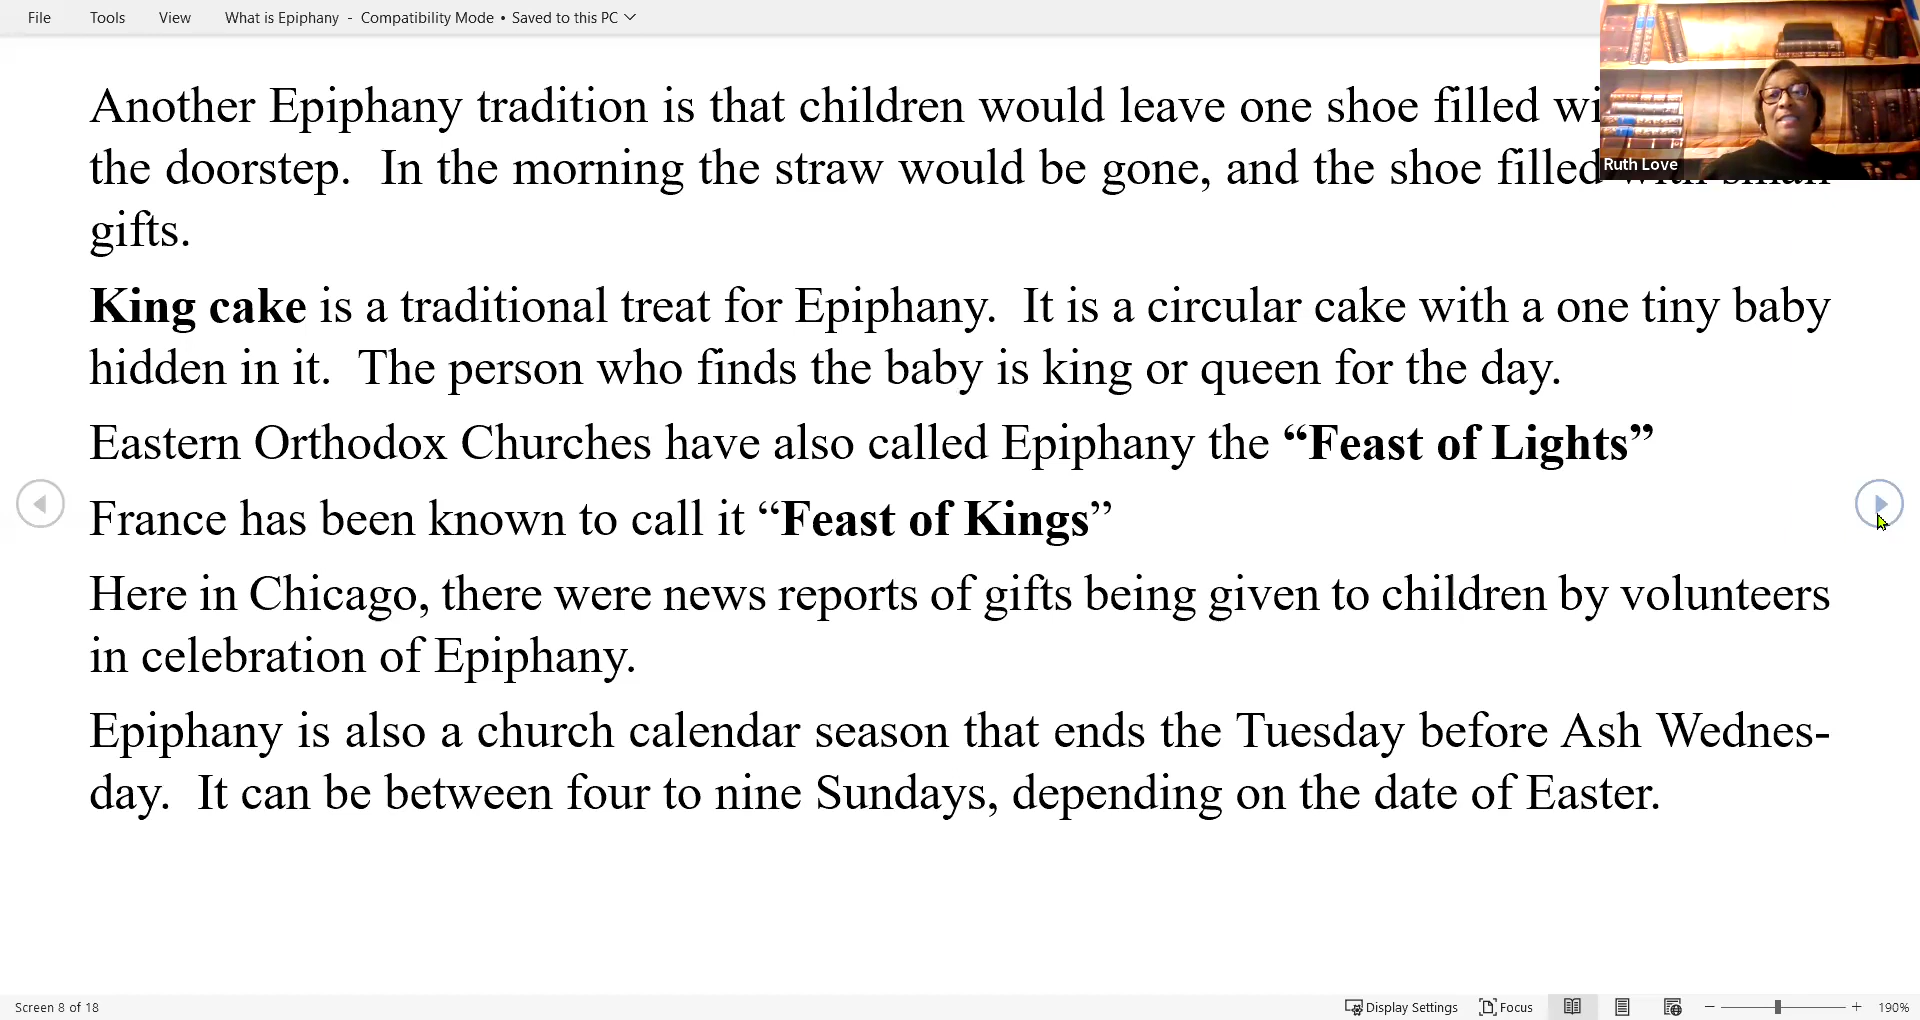 File Tools View What is Epiphany - Compatibility Mode • Saved to this PC
Another Epiphany tradition is that children would leave one shoe filled
the doorstep. In the morning the straw would be gone, and the shoe filled
gifts.
King cake is a traditional treat for Epiphany. It is a circular cake with a one tiny baby
hidden in it. The person who finds the baby is king or queen for the day.
Eastern Orthodox Churches have also called Epiphany the “Feast of Lights”
France has been known to call it “Feast of Kings”
Here in Chicago, there were news reports of gifts being given to children by volunteers
in celebration of Epiphany.
Epiphany is also a church calendar season that ends the Tuesday before Ash Wednes-
day. It can be between four to nine Sundays, depending on the date of Easter.
Ruth Love
Screen 8 of 18 Display Settings Focus 190%